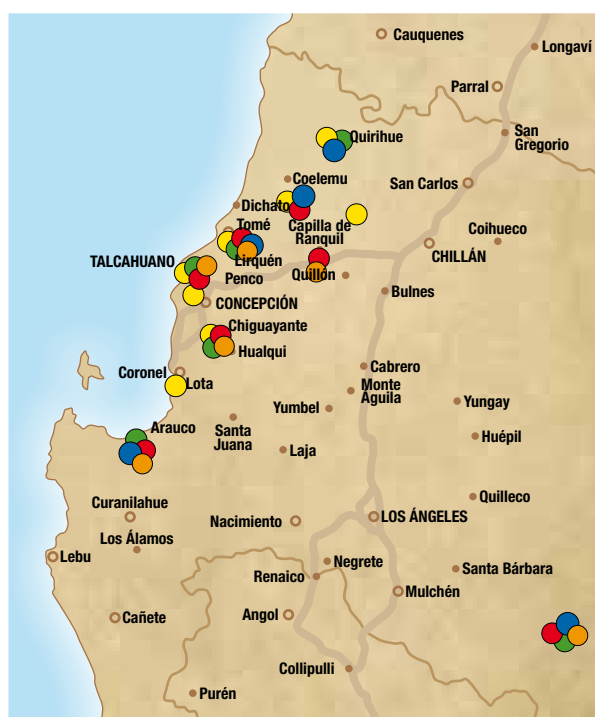 Cauquenes
Longaví
Parral
Quirihue
San
Gregorio
Coelemu
San Carlos
Dichato
Tomé
Capilla de
Ranquil
Coihueco
CHILLÁN
TALCAHUANO
Lirquén
Penco
Quillón
Bulnes
CONCEPCIÓN
Chiguayante
Hualqui
Coronel
Lota
Cabrero
Monte
Águila
Yumbel
Yungay
Arauco
Santa
Juana
Laja
Huépil
Curanilahue
Quilleco
Nacimiento
LOS ÁNGELES
Los Álamos
Lebu
Negrete
Renaico
Santa Bárbara
Mulchén
Cañete
Angol
Collipulli
Purén